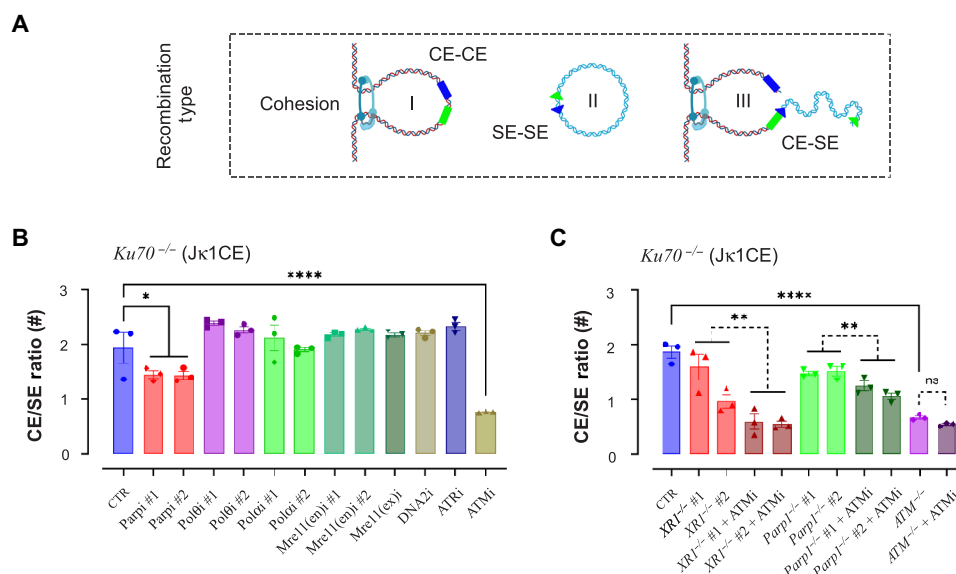 A
Recombination
type
Cohesion
CE-CE
I
SE-SE
II
III
CE-SE
B
Ku70 −/− (Jκ1CE)
CE/SE ratio (#)
3
2
1
0
*
****
CTR
Parpi #1
Parpi #2
Polθi #1
Polθi #2
Polαi #1
Polαi #2
Mre11(en)i #1
Mre11(en)i #2
Mre11(ex)i
DNA2i
ATRi
ATMi
C
Ku70 −/− (Jκ1CE)
CE/SE ratio (#)
3
2
1
0
****
**
**
ns
CTR
XR1−/− #1
XR1−/− #2
XR1−/− #1 + ATMi
XR1−/− #2 + ATMi
Parp1−/− #1
Parp1−/− #2
Parp1−/− #1 + ATMi
Parp1−/− #2 + ATMi
ATM−/−
ATM−/− + ATMi